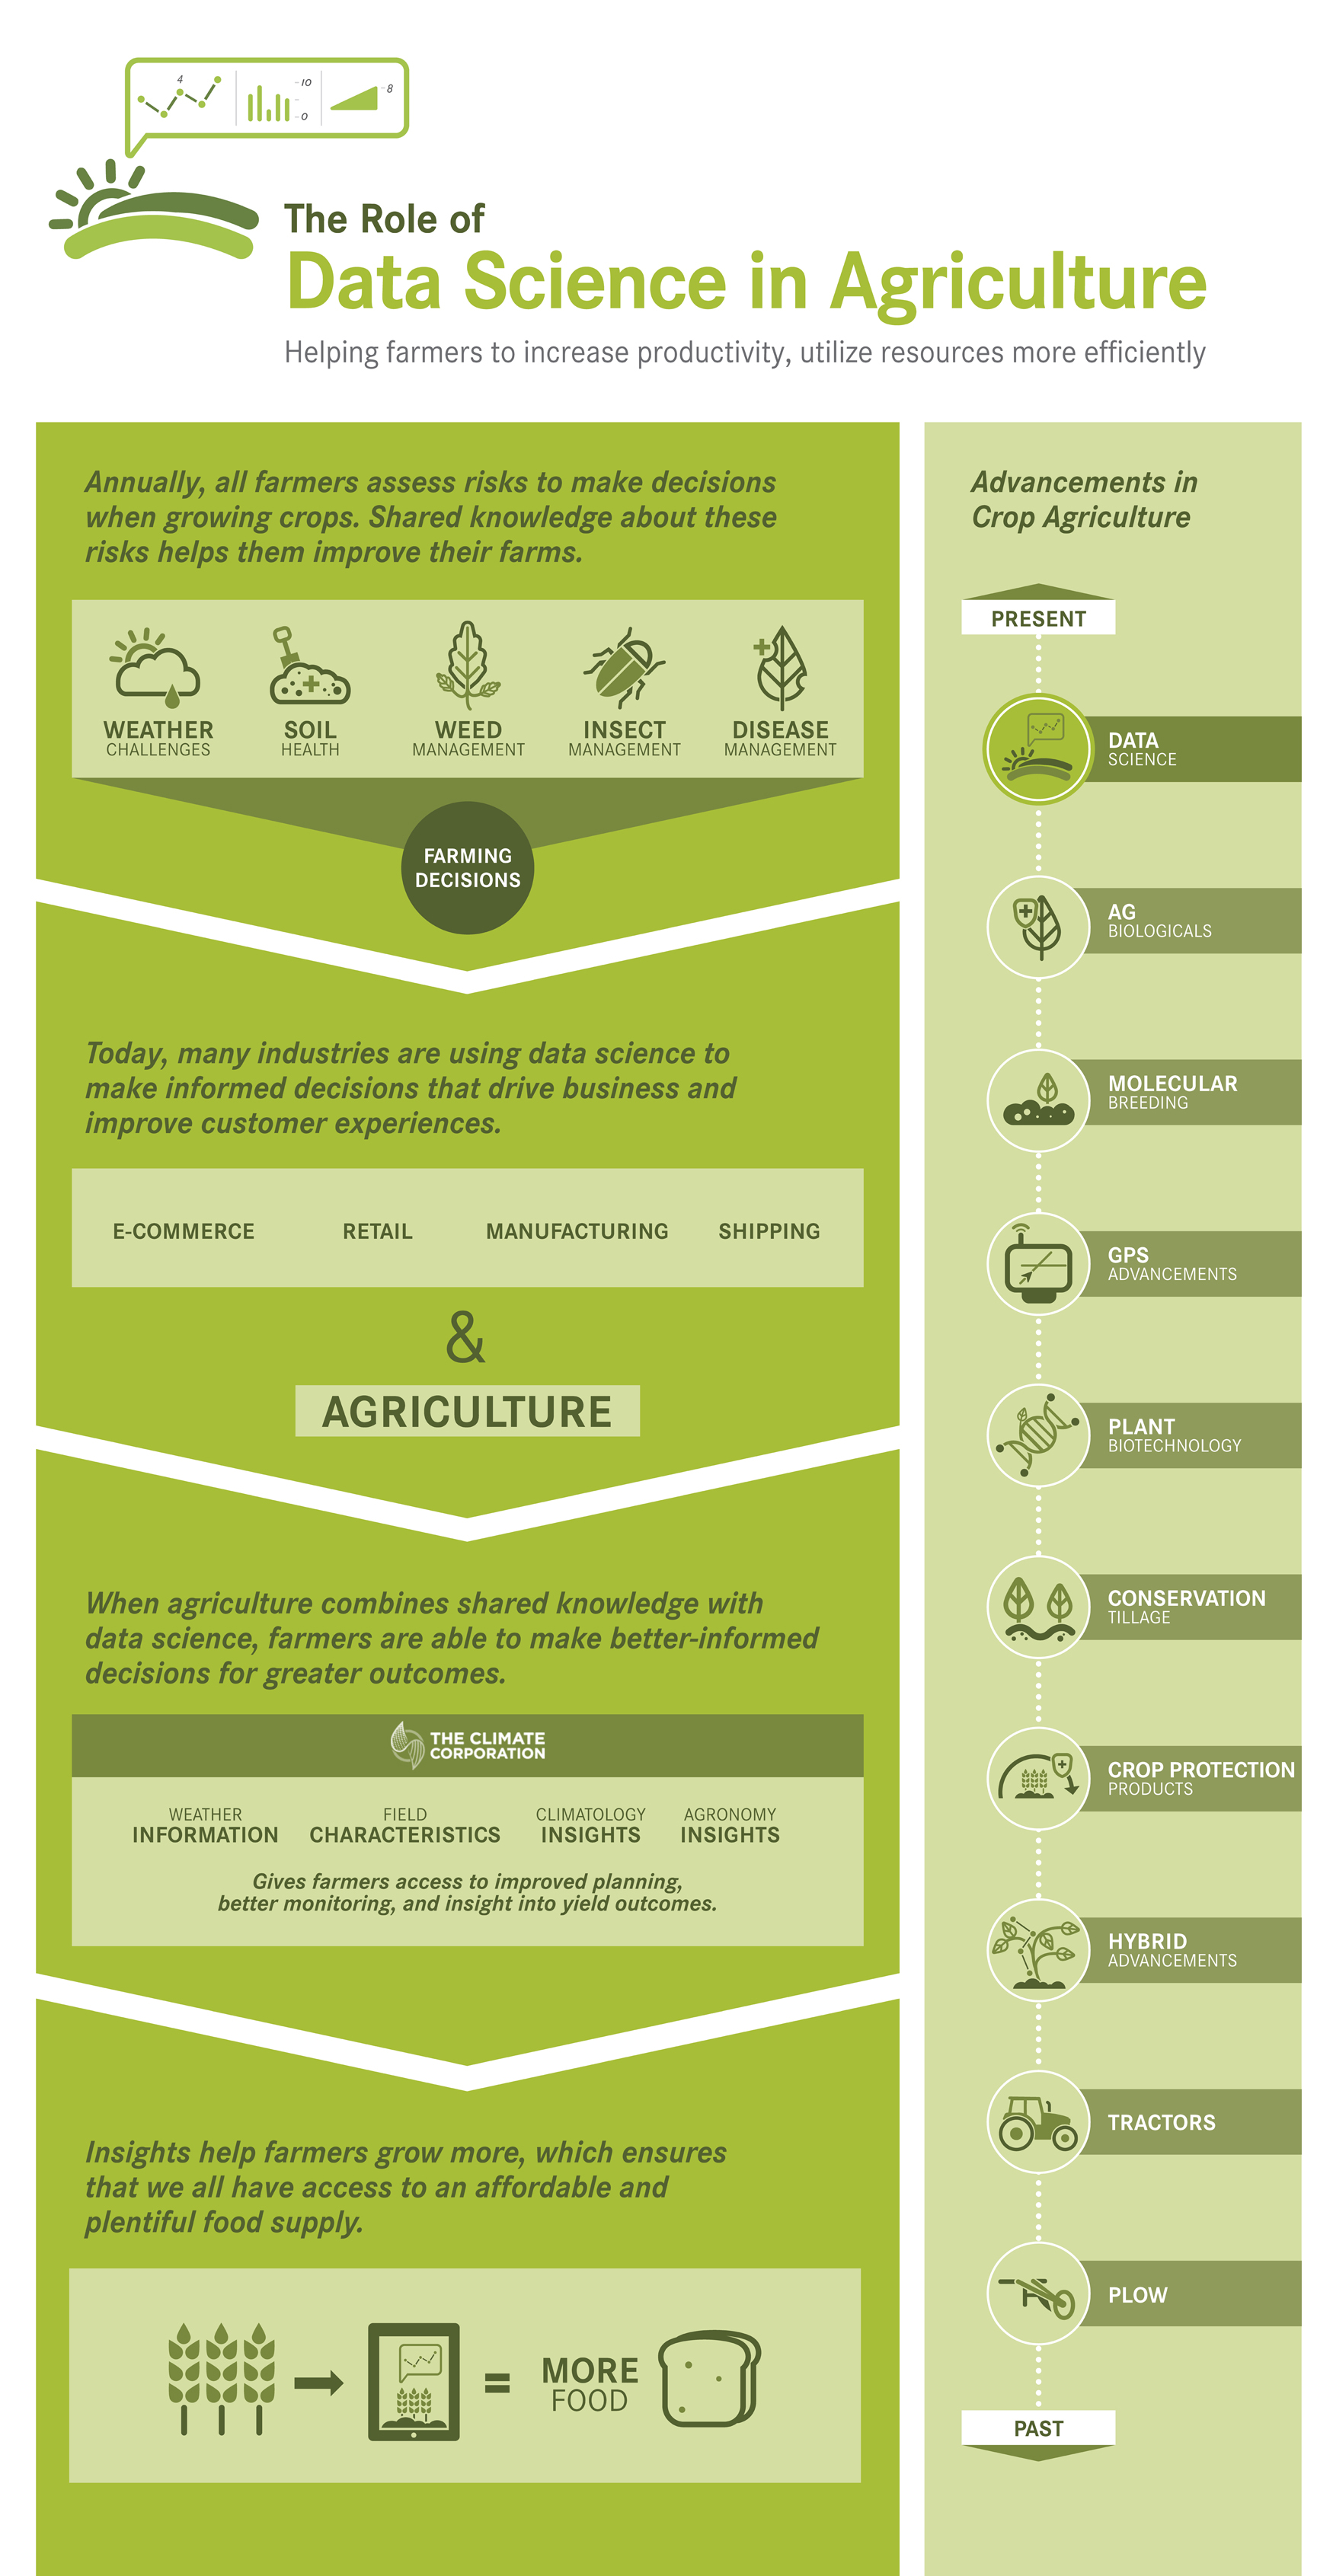 4
10
0
8
The Role of
Data Science in Agriculture
Helping farmers to increase productivity, utilize resources more efficiently
Annually, all farmers assess risks to make decisions
when growing crops. Shared knowledge about these
risks helps them improve their farms.
WEATHER
CHALLENGES
SOIL
HEALTH
WEED
MANAGEMENT
INSECT
MANAGEMENT
DISEASE
MANAGEMENT
FARMING
DECISIONS
Today, many industries are using data science to
make informed decisions that drive business and
improve customer experiences.
E-COMMERCE
RETAIL
MANUFACTURING
SHIPPING
&
AGRICULTURE
When agriculture combines shared knowledge with
data science, farmers are able to make better-informed
decisions for greater outcomes.
THE CLIMATE
CORPORATION
WEATHER
INFORMATION
FIELD
CHARACTERISTICS
CLIMATOLOGY
INSIGHTS
AGRONOMY
INSIGHTS
Gives farmers access to improved planning,
better monitoring, and insight into yield outcomes.
Insights help farmers grow more, which ensures
that we all have access to an affordable and
plentiful food supply.
=
MORE
FOOD
Advancements in
Crop Agriculture
PRESENT
DATA
SCIENCE
AG
BIOLOGICALS
MOLECULAR
BREEDING
GPS
ADVANCEMENTS
PLANT
BIOTECHNOLOGY
CONSERVATION
TILLAGE
CROP PROTECTION
PRODUCTS
HYBRID
ADVANCEMENTS
TRACTORS
PLOW
PAST